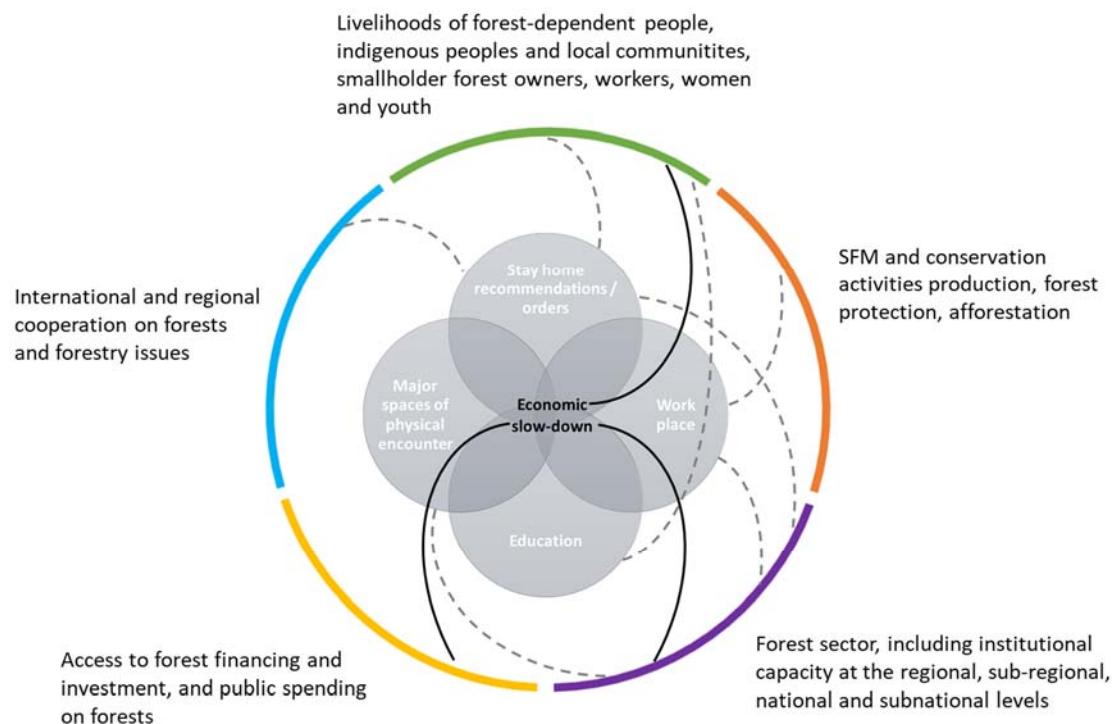 Livelihoods of forest-dependent people,
indigenous peoples and local communitites,
smallholder forest owners, workers, women
and youth
SFM and conservation
activities production, forest
protection, afforestation
International and regional
cooperation on forests
and forestry issues
Stay home
recommendations /
orders
Major
spaces of
physical
encounter
Economic
slow-down
Work
place
Education
Access to forest financing and
investment, and public spending
on forests
Forest sector, including institutional
capacity at the regional, sub-regional,
national and subnational levels